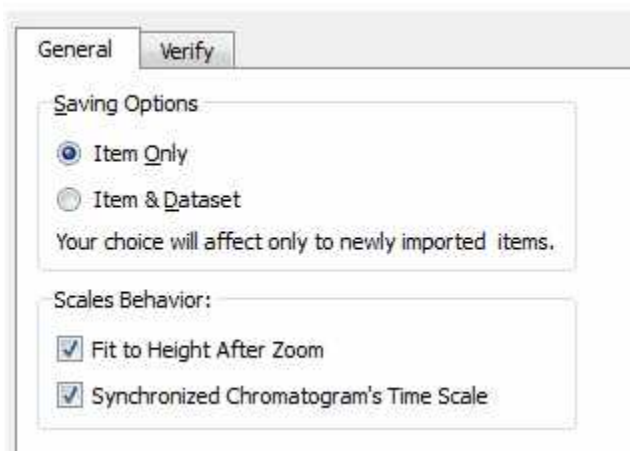 General
Verify
Saving Options
Item Only
Item & Dataset
Your choice will affect only to newly imported items.
Scales Behavior:
Fit to Height After Zoom
Synchronized Chromatogram's Time Scale